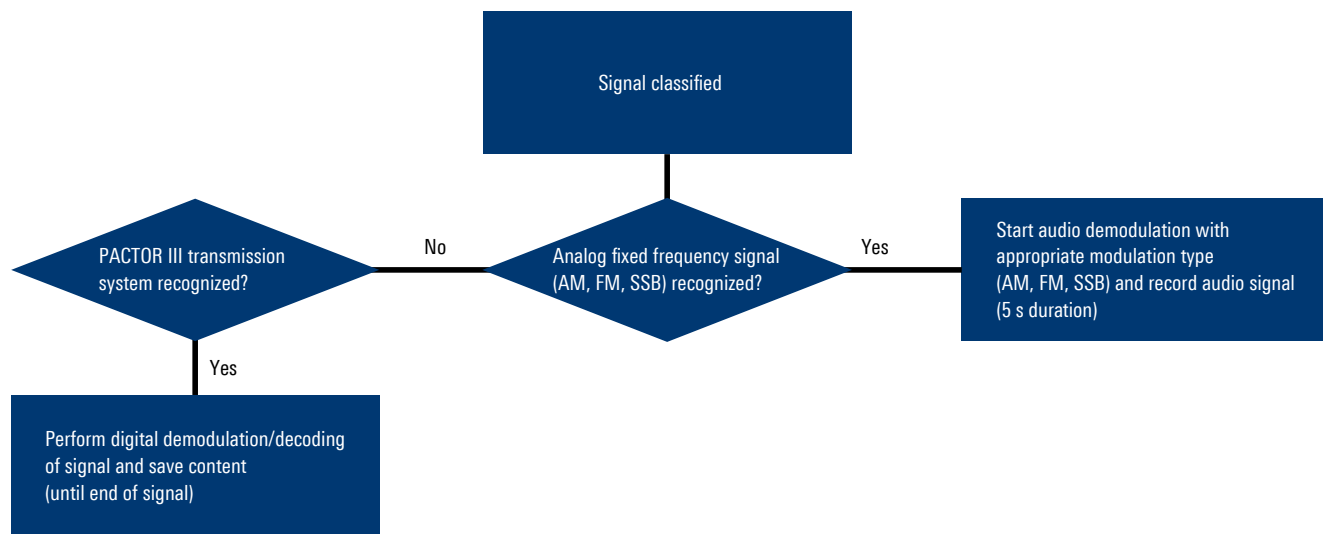 Signal classified
PACTOR III transmission
system recognized?
No
Analog fixed frequency signal
(AM, FM, SSB) recognized?
Yes
Start audio demodulation with
appropriate modulation type
(AM, FM, SSB) and record audio signal
(5 s duration)
Yes
Perform digital demodulation/decoding
of signal and save content
(until end of signal)